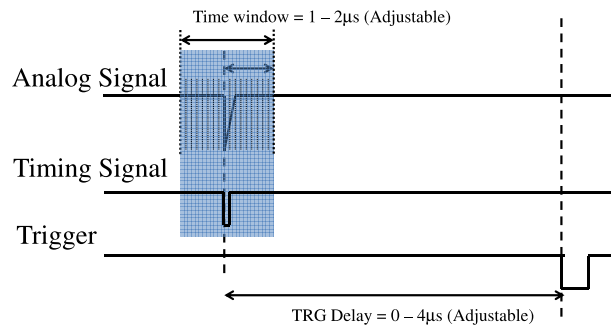 Time window = 1 – 2μs (Adjustable)
Analog Signal
Timing Signal
Trigger
TRG Delay = 0 – 4μs (Adjustable)